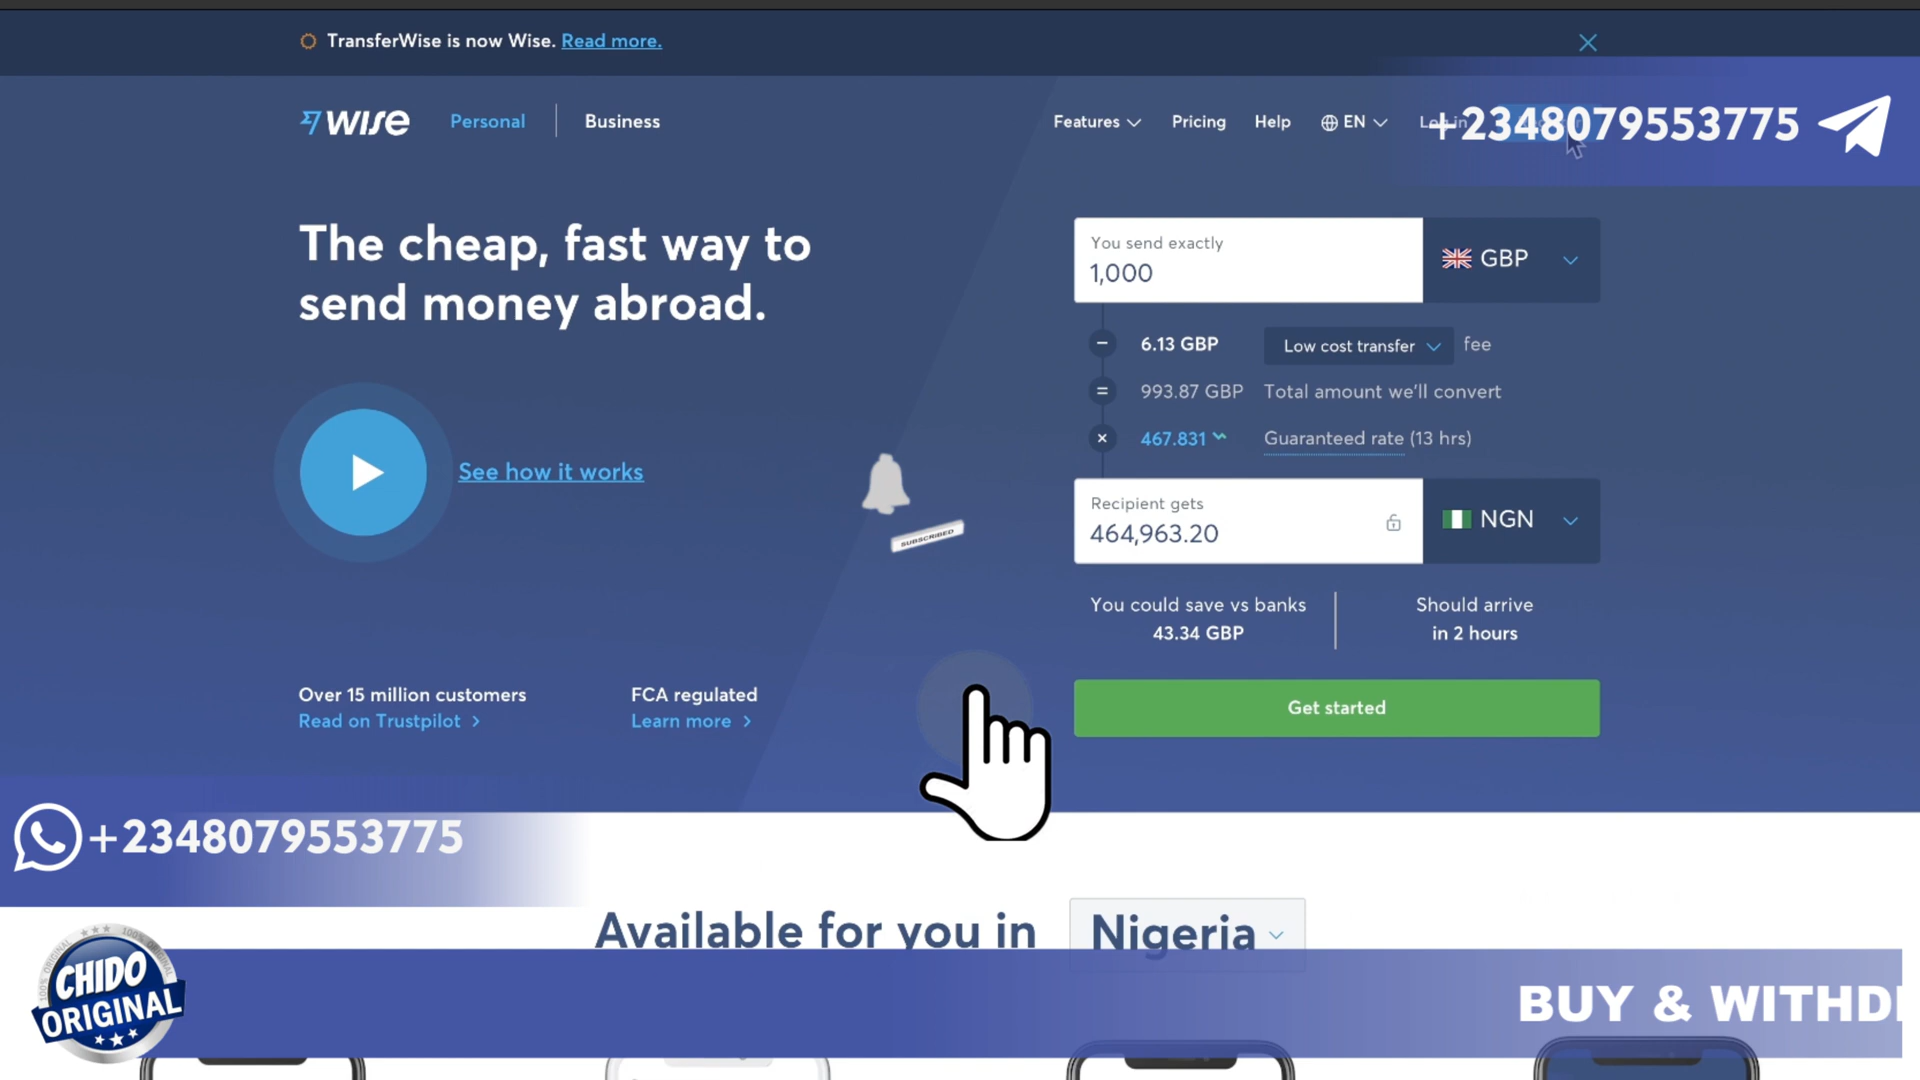 TransferWise is now Wise. Read more.
wise Personal Business Features Pricing Help EN Log in
+2348079553775
The cheap, fast way to
send money abroad.
See how it works
Over 15 million customers
Read on Trustpilot
FCA regulated
Learn more
You send exactly
1,000
GBP
6.13 GBP Low cost transfer fee
993.87 GBP Total amount we'll convert
467.831 Guaranteed rate (13 hrs)
Recipient gets
464,963.20
NGN
You could save vs banks
43.34 GBP
Should arrive
in 2 hours
Get started
SUBSCRIBED
+2348079553775
Available for you in Nigeria
100% ORIGINAL
CHIDO
ORIGINAL
BUY & WITHD